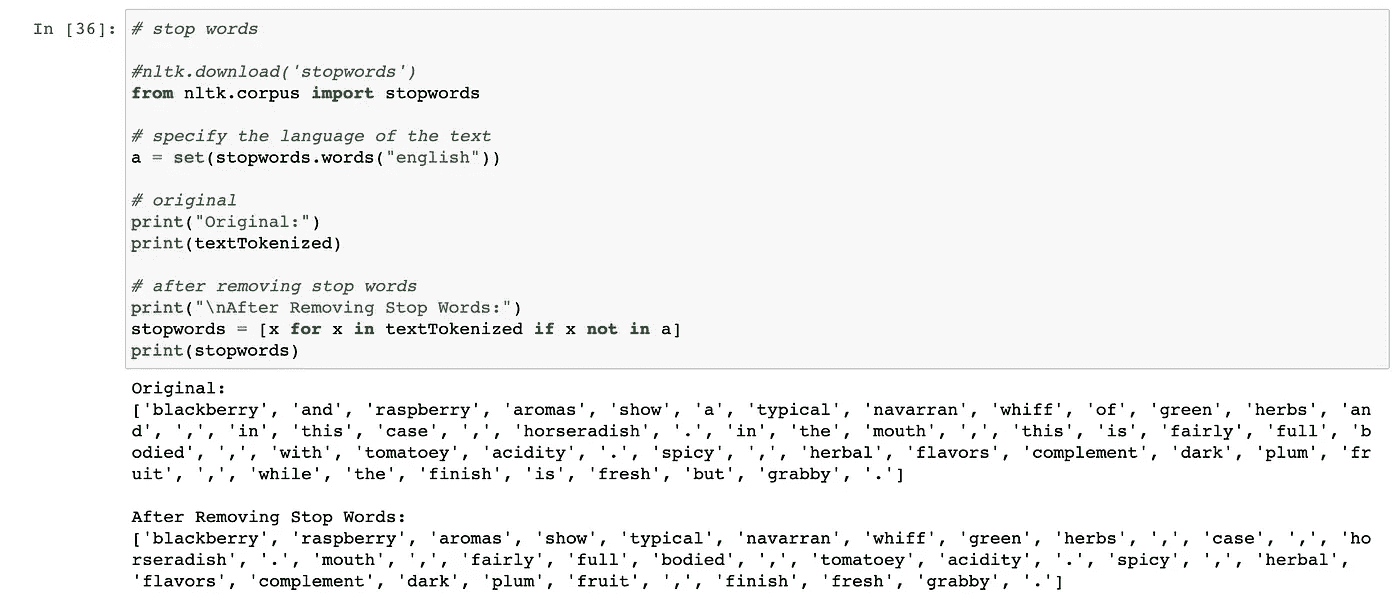 In [36]: # stop words
#nltk.download('stopwords')
from nltk.corpus import stopwords
# specify the language of the text
a = set(stopwords.words("english"))
# original
print("Original:")
print(textTokenized)
# after removing stop words
print("\nAfter Removing Stop Words:")
stopwords = [x for x in textTokenized if x not in a]
print(stopwords)
Original:
['blackberry', 'and', 'raspberry', 'aromas', 'show', 'a', 'typical', 'navarran', 'whiff', 'of', 'green', 'herbs', 'an
d', ',', 'in', 'this', 'case', ',', 'horseradish', '.', 'in', 'the', 'mouth', ',', 'this', 'is', 'fairly', 'full', 'b
odied', ',', 'with', 'tomatoey', 'acidity', '.', 'spicy', ',', 'herbal', 'flavors', 'complement', 'dark', 'plum', 'fr
uit', ',', 'while', 'the', 'finish', 'is', 'fresh', 'but', 'grabby', '.']
After Removing Stop Words:
['blackberry', 'raspberry', 'aromas', 'show', 'typical', 'navarran', 'whiff', 'green', 'herbs', ',', 'case', ',', 'ho
rseradish', '.', 'mouth', ',', 'fairly', 'full', 'bodied', ',', 'tomatoey', 'acidity', '.', 'spicy', ',', 'herbal',
'flavors', 'complement', 'dark', 'plum', 'fruit', ',', 'finish', 'fresh', 'grabby', '.']